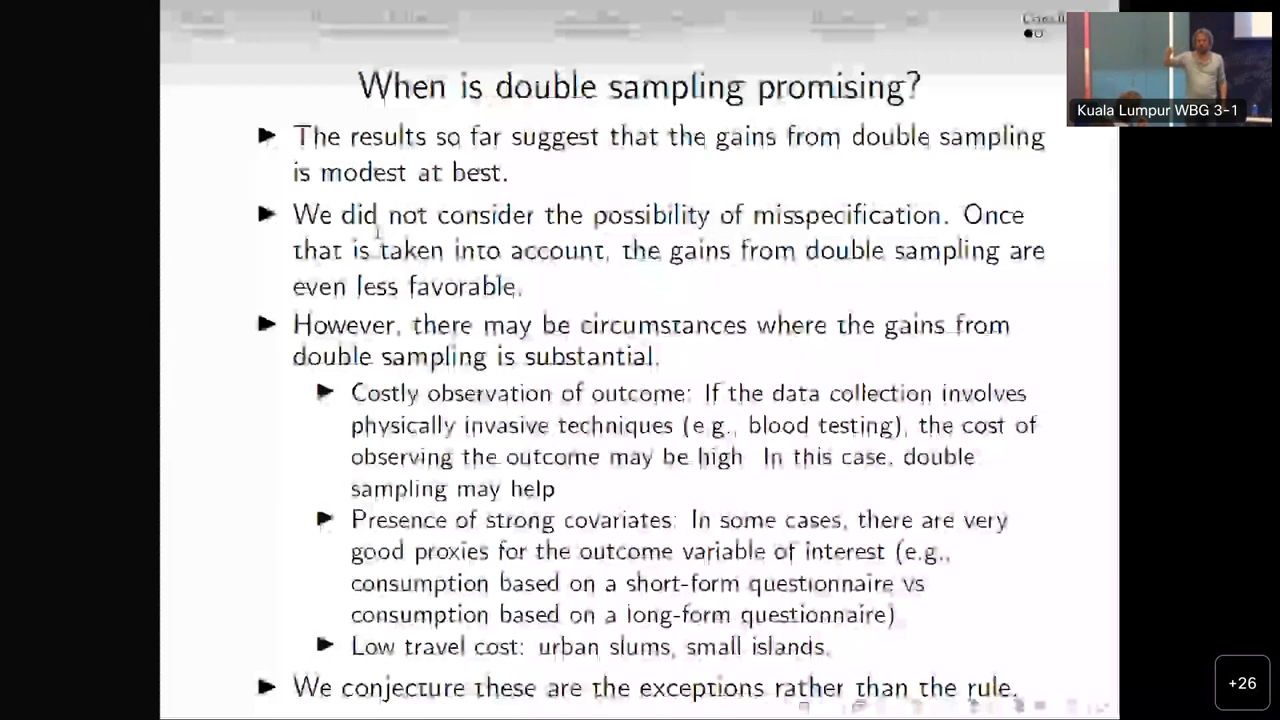 When is double sampling promising?
The results so far suggest that the gains from double sampling
is modest at best.
We did not consider the possibility of misspecification. Once
that is taken into account, the gains from double sampling are
even less favorable.
However, there may be circumstances where the gains from
double sampling is substantial.
Costly observation of outcome: If the data collection involves
physically invasive techniques (e.g., blood testing), the cost of
observing the outcome may be high. In this case, double
sampling may help
Presence of strong covariates: In some cases, there are very
good proxies for the outcome variable of interest (e.g.,
consumption based on a short-form questionnaire vs
consumption based on a long-form questionnaire)
Low travel cost: urban slums, small islands.
We conjecture these are the exceptions rather than the rule.
Kuala Lumpur WBG 3-1
+26